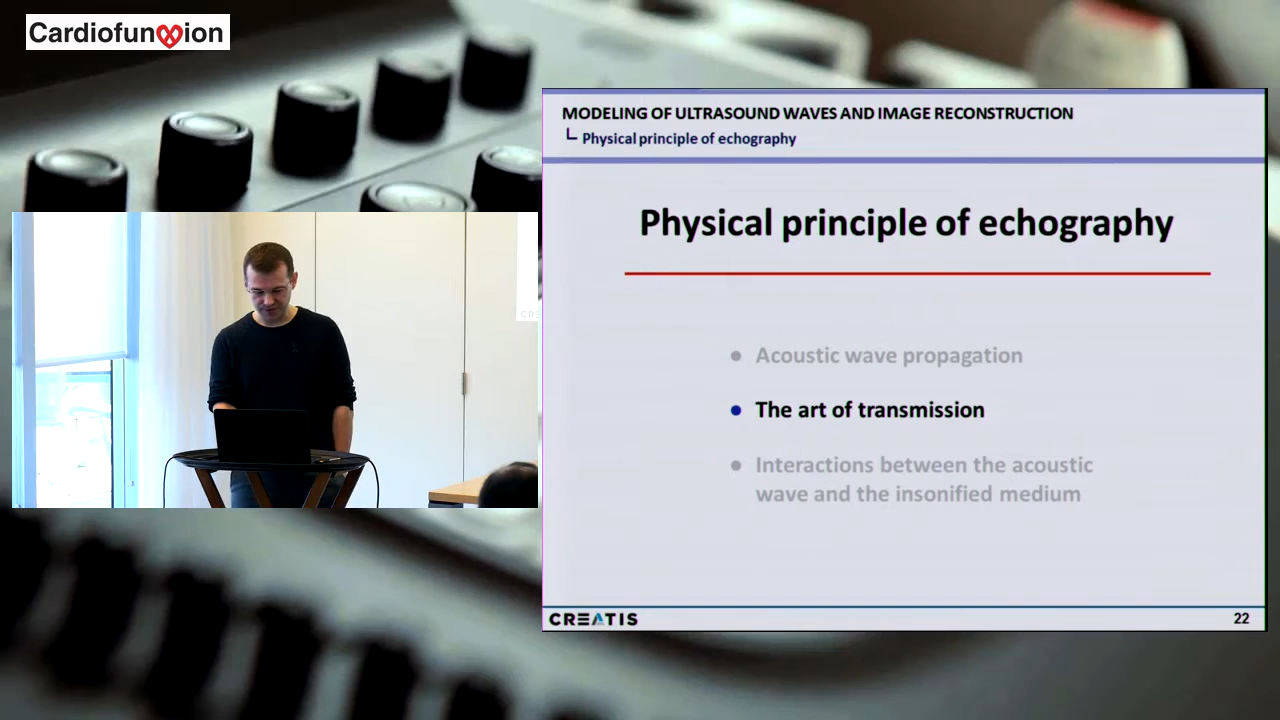 Cardiofunxion
MODELING OF ULTRASOUND WAVES AND IMAGE RECONSTRUCTION
Physical principle of echography
Physical principle of echography
• Acoustic wave propagation
• The art of transmission
• Interactions between the acoustic
wave and the insonified medium
CREATIS
22